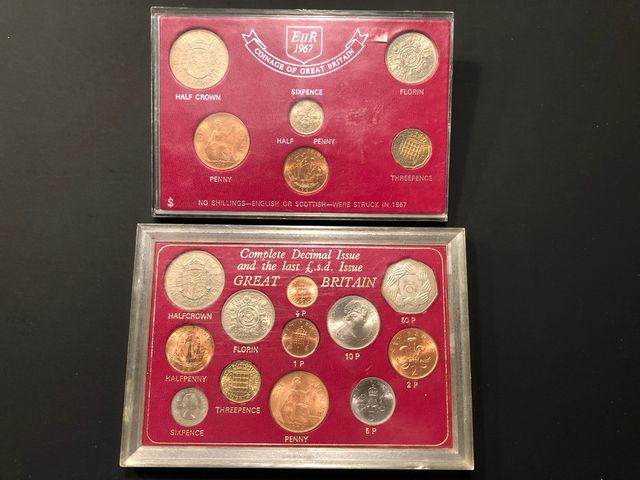 EIIR
1967
COINAGE OF GREAT BRITAIN
HALF CROWN
SIXPENCE
FLORIN
PENNY
HALF PENNY
THREEPENCE
$
NO SHILLINGS—ENGLISH OR SCOTTISH—WERE STRUCK IN 1967
Complete Decimal Issue
and the last £.s.d. Issue
GREAT BRITAIN
HALFCROWN
FLORIN
½ P
1 P
10 P
50 P
HALFPENNY
THREEPENCE
2 P
SIXPENCE
PENNY
5 P